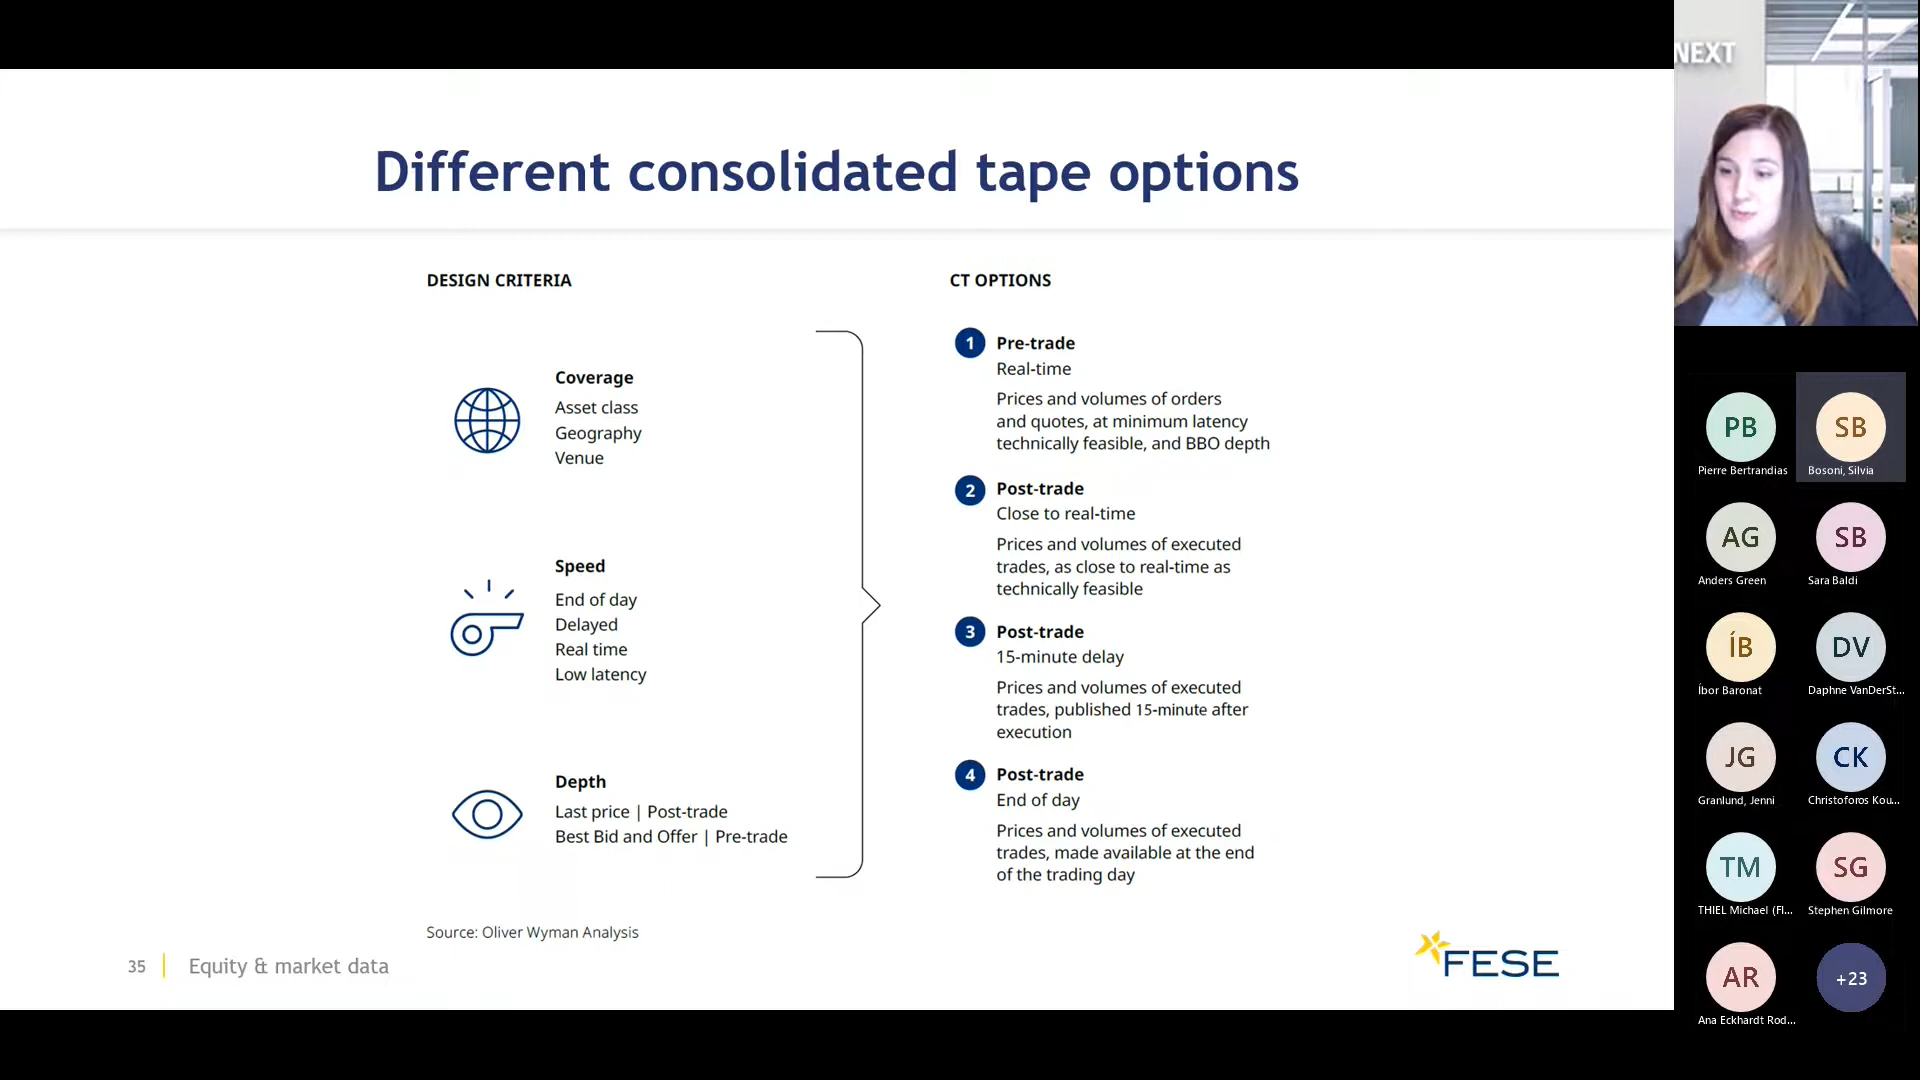 NEXT
Different consolidated tape options
DESIGN CRITERIA
Coverage
Asset class
Geography
Venue
Speed
End of day
Delayed
Real time
Low latency
Depth
Last price | Post-trade
Best Bid and Offer | Pre-trade
CT OPTIONS
1 Pre-trade
Real-time
Prices and volumes of orders
and quotes, at minimum latency
technically feasible, and BBO depth
2 Post-trade
Close to real-time
Prices and volumes of executed
trades, as close to real-time as
technically feasible
3 Post-trade
15-minute delay
Prices and volumes of executed
trades, published 15-minute after
execution
4 Post-trade
End of day
Prices and volumes of executed
trades, made available at the end
of the trading day
Source: Oliver Wyman Analysis
35 | Equity & market data
FESE
PB
Pierre Bertrandias
SB
Bosoni, Silvia
AG
Anders Green
SB
Sara Baldi
ÍB
Íbor Baronat
DV
Daphne VanDerSt...
JG
Granlund, Jenni
CK
Christoforos Kou...
TM
THIEL Michael (FI...
SG
Stephen Gilmore
AR
Ana Eckhardt Rod...
+23